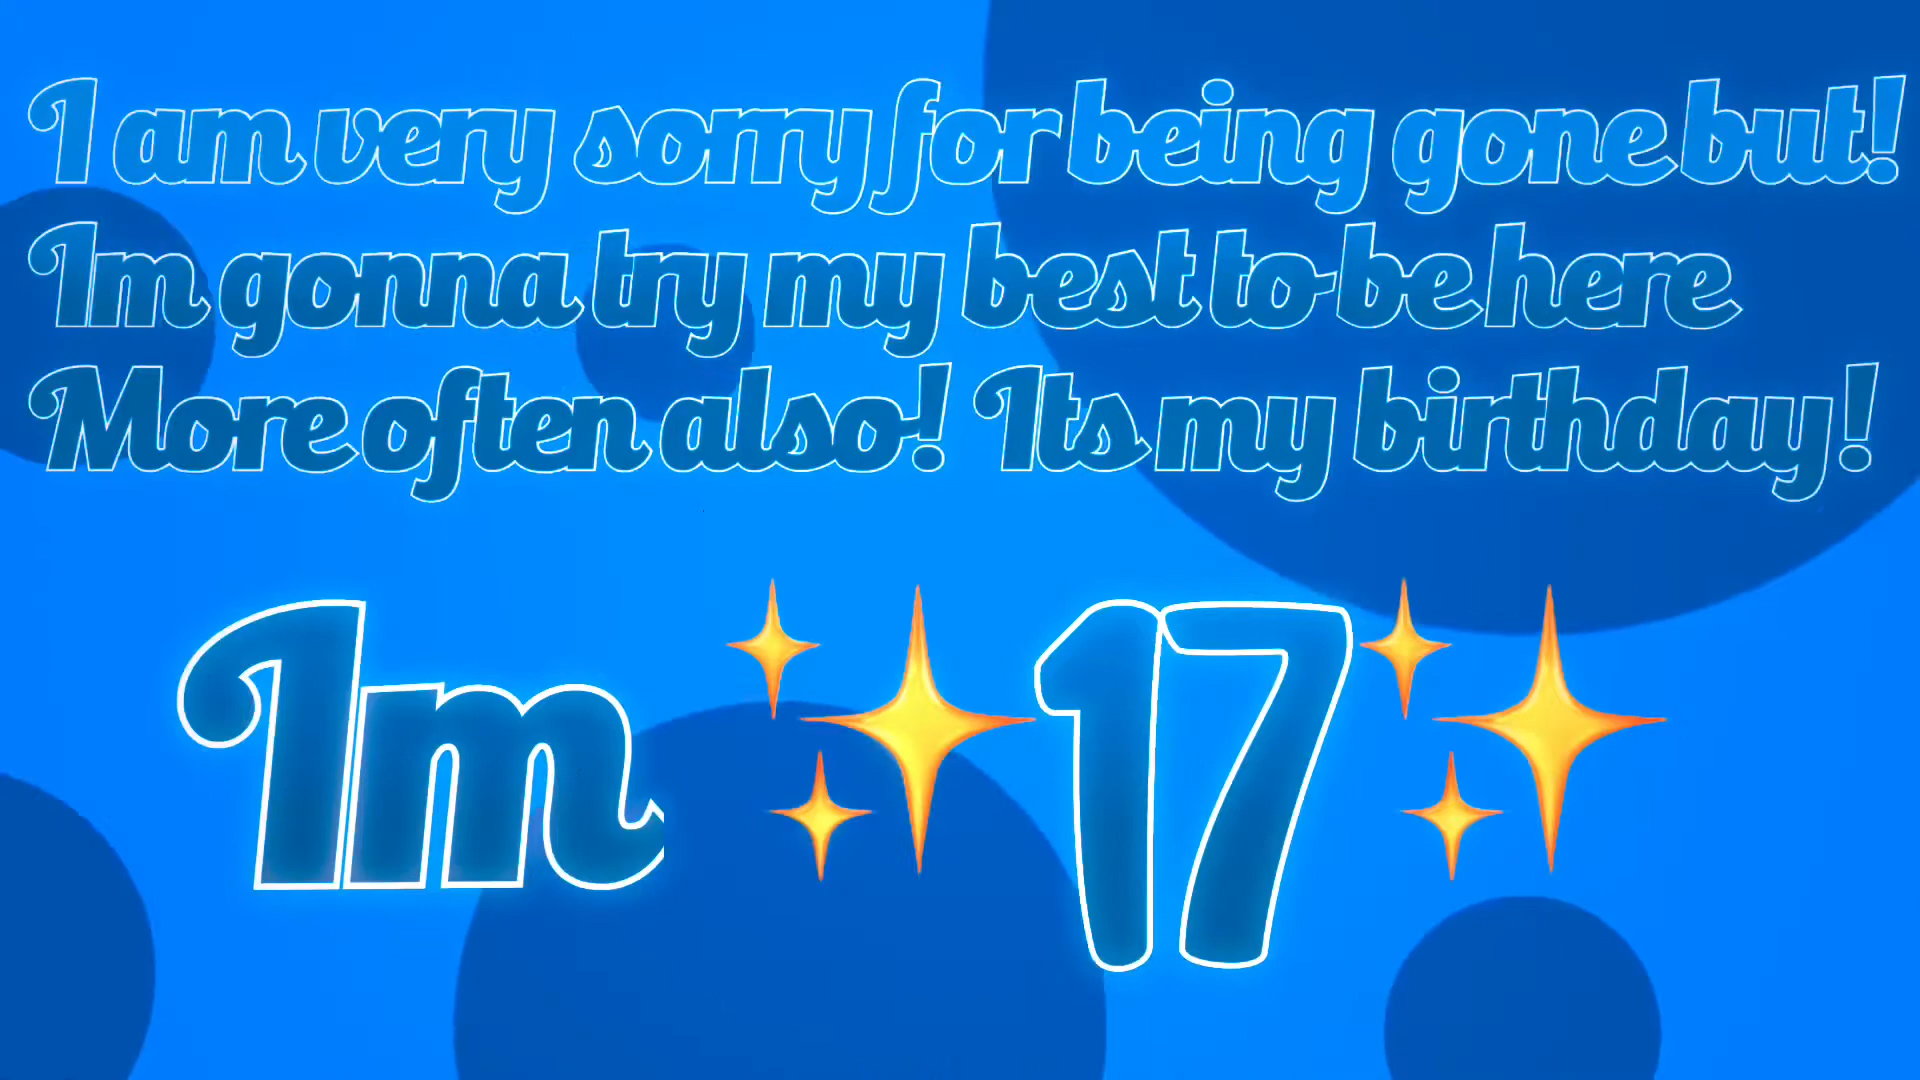 I am very sorry for being gone but!
Im gonna try my best to be here
More often also! Its my birthday!
Im ✨17✨